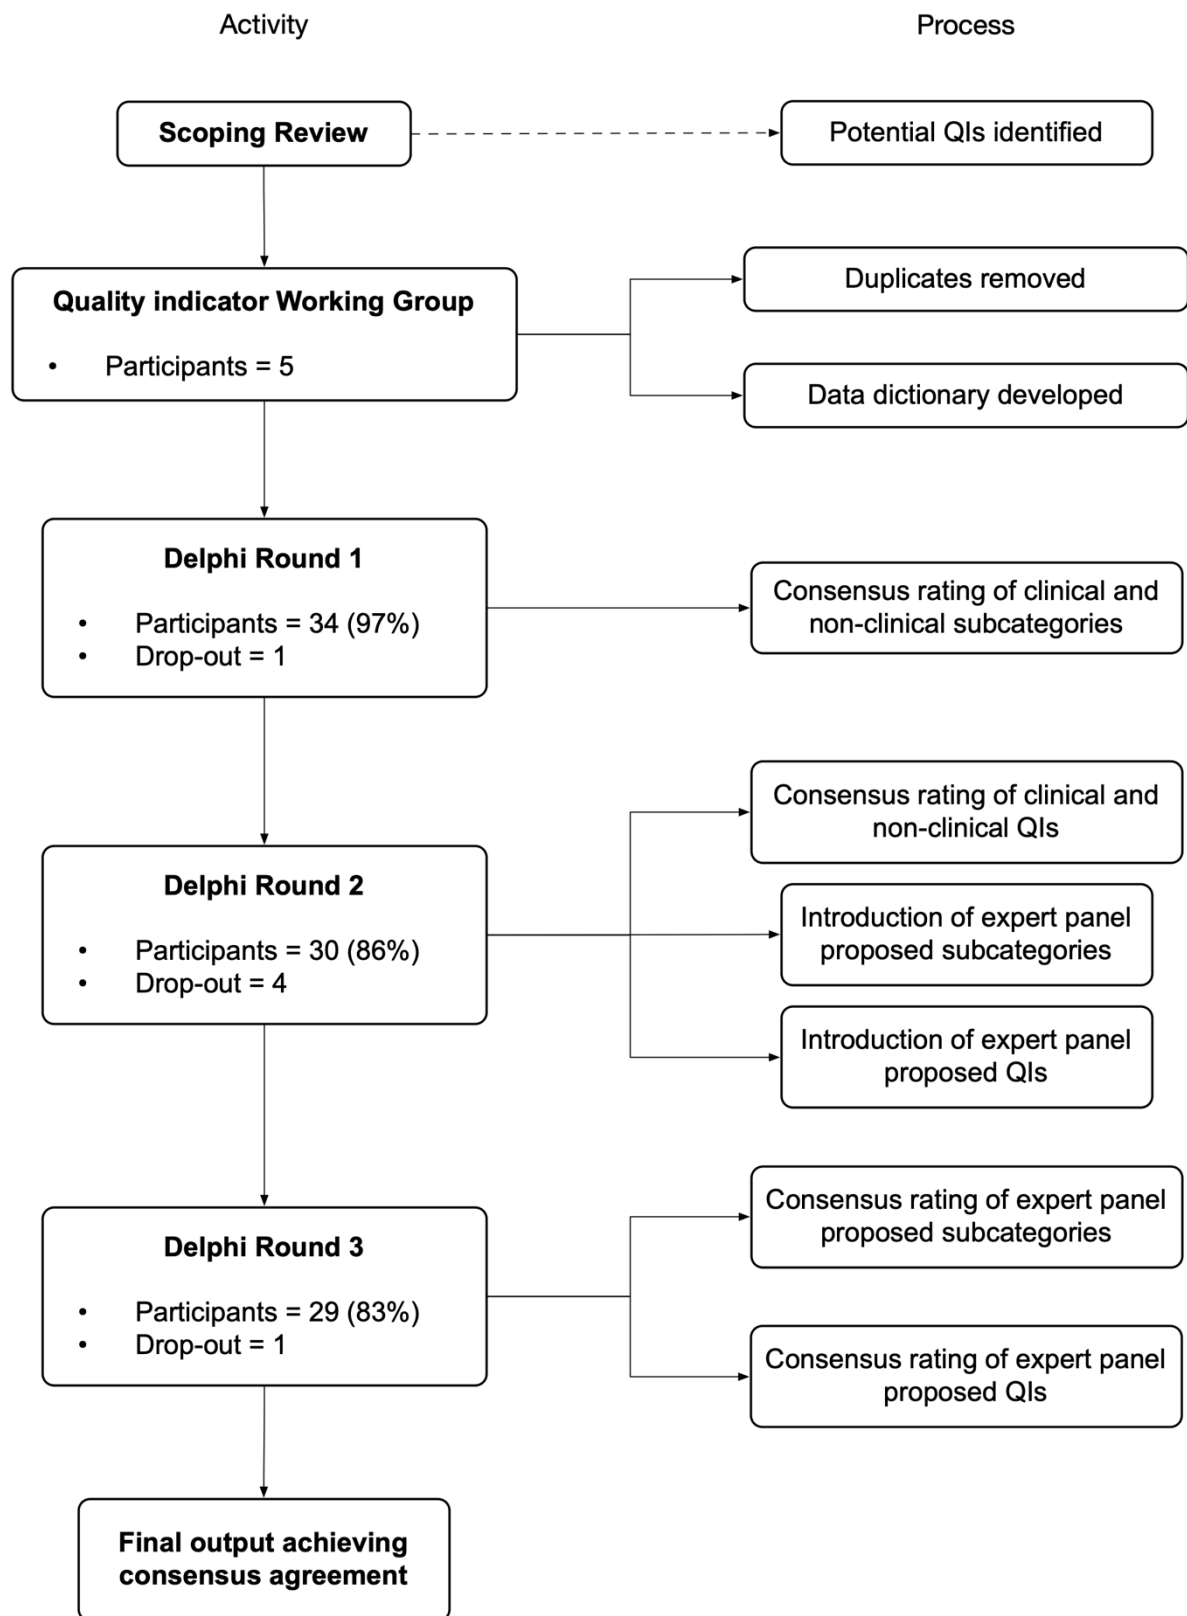 Activity
Process
Scoping Review
Potential QIs identified
Quality indicator Working Group
• Participants = 5
Duplicates removed
Data dictionary developed
Delphi Round 1
• Participants = 34 (97%)
• Drop-out = 1
Consensus rating of clinical and
non-clinical subcategories
Delphi Round 2
• Participants = 30 (86%)
• Drop-out = 4
Consensus rating of clinical and
non-clinical QIs
Introduction of expert panel
proposed subcategories
Introduction of expert panel
proposed QIs
Delphi Round 3
• Participants = 29 (83%)
• Drop-out = 1
Consensus rating of expert panel
proposed subcategories
Consensus rating of expert panel
proposed QIs
Final output achieving
consensus agreement